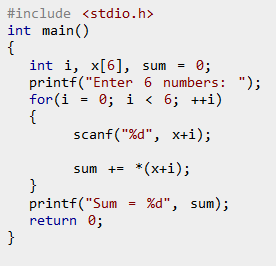 #include <stdio.h>
int main()
{
int i, x[6], sum = 0;
printf("Enter 6 numbers: ");
for(i = 0; i < 6; ++i)
{
scanf("%d", x+i);
sum += *(x+i);
}
printf("Sum = %d", sum);
return 0;
}